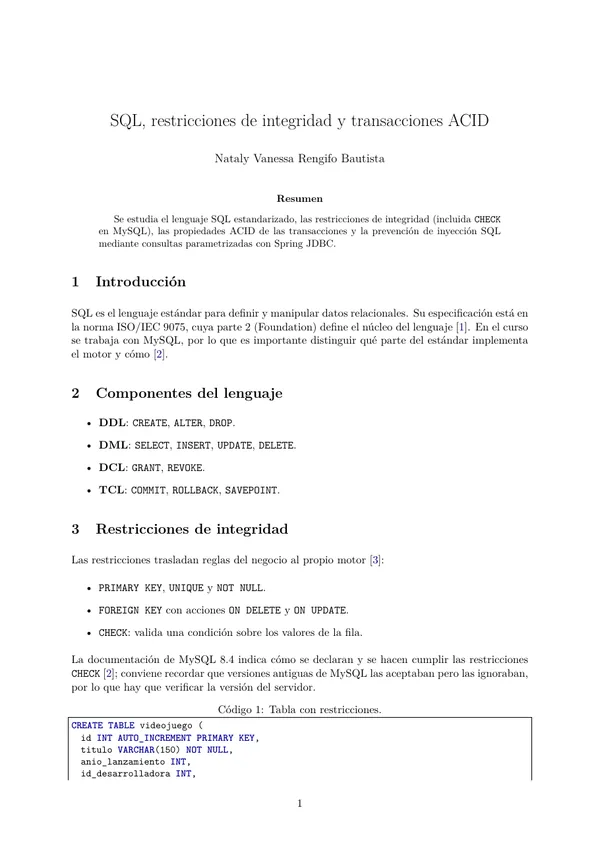 SQL, restricciones de integridad y transacciones ACID
Nataly Vanessa Rengifo Bautista
Resumen
Se estudia el lenguaje SQL estandarizado, las restricciones de integridad (incluida CHECK
en MySQL), las propiedades ACID de las transacciones y la prevención de inyección SQL
mediante consultas parametrizadas con Spring JDBC.
1 Introducción
SQL es el lenguaje estándar para definir y manipular datos relacionales. Su especificación está en
la norma ISO/IEC 9075, cuya parte 2 (Foundation) define el núcleo del lenguaje [1]. En el curso
se trabaja con MySQL, por lo que es importante distinguir qué parte del estándar implementa
el motor y cómo [2].
2 Componentes del lenguaje
• DDL: CREATE, ALTER, DROP.
• DML: SELECT, INSERT, UPDATE, DELETE.
• DCL: GRANT, REVOKE.
• TCL: COMMIT, ROLLBACK, SAVEPOINT.
3 Restricciones de integridad
Las restricciones trasladan reglas del negocio al propio motor [3]:
• PRIMARY KEY, UNIQUE y NOT NULL.
• FOREIGN KEY con acciones ON DELETE y ON UPDATE.
• CHECK: valida una condición sobre los valores de la fila.
La documentación de MySQL 8.4 indica cómo se declaran y se hacen cumplir las restricciones
CHECK [2]; conviene recordar que versiones antiguas de MySQL las aceptaban pero las ignoraban,
por lo que hay que verificar la versión del servidor.
Código 1: Tabla con restricciones.
CREATE TABLE videojuego (
id INT AUTO_INCREMENT PRIMARY KEY,
titulo VARCHAR(150) NOT NULL,
anio_lanzamiento INT,
id_desarrolladora INT,
1